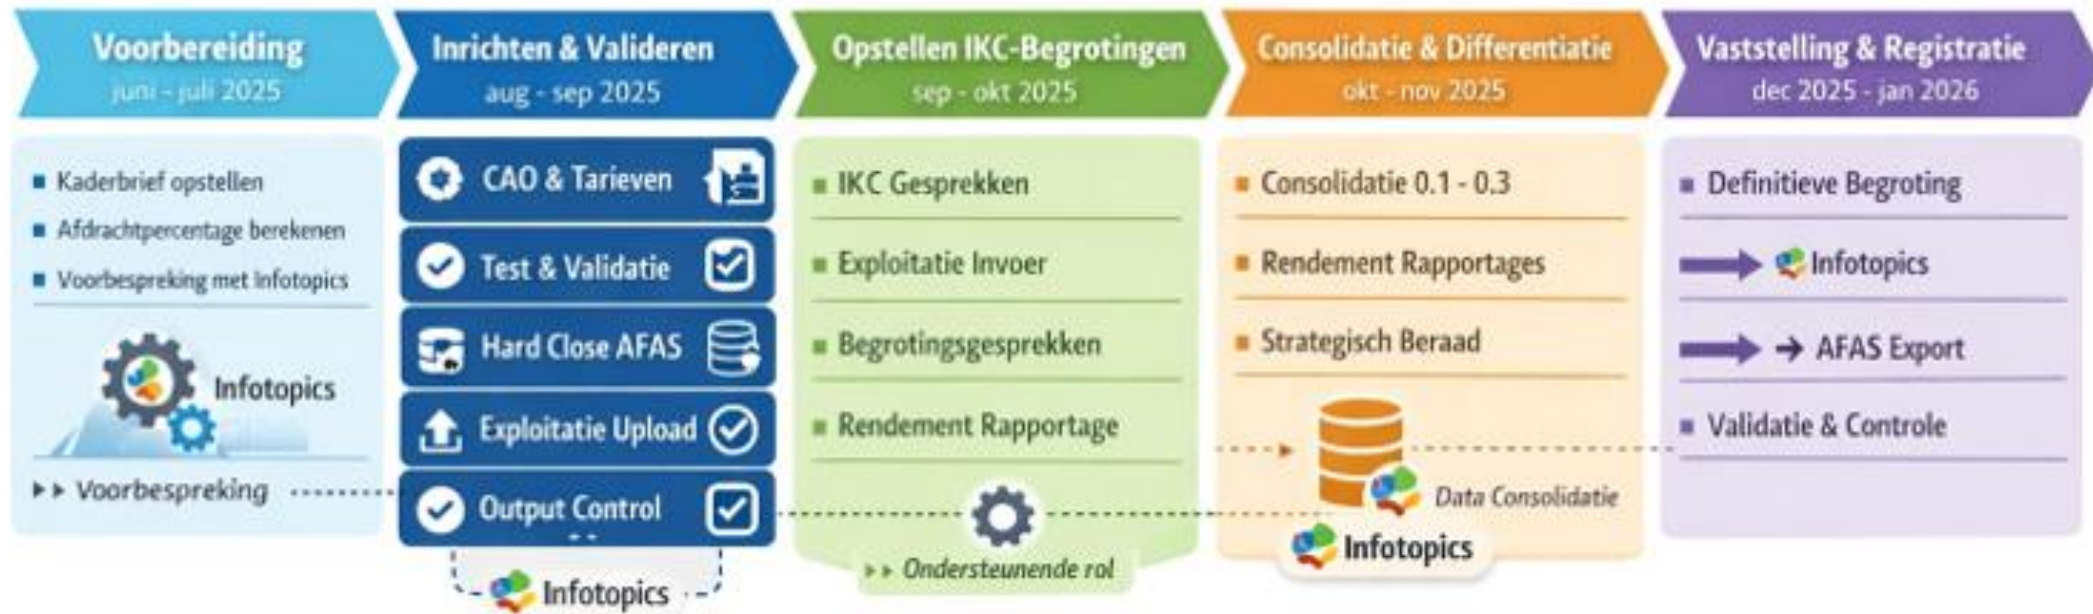 Voorbereiding
juni - juli 2025
Kaderbrief opstellen
Afdrachtpercentage berekenen
Voorbespreking met Infotopics
Infotopics
Voorbespreking
Inrichten & Valideren
aug - sep 2025
CAO & Tarieven
Test & Validatie
Hard Close AFAS
Exploitatie Upload
Output Control
Infotopics
Opstellen IKC-Begrotingen
sep - okt 2025
IKC Gesprekken
Exploitatie Invoer
Begrotingsgesprekken
Rendement Rapportage
Ondersteunende rol
Consolidatie & Differentiatie
okt - nov 2025
Consolidatie 0.1 - 0.3
Rendement Rapportages
Strategisch Beraad
Data Consolidatie
Infotopics
Vaststelling & Registratie
dec 2025 - jan 2026
Definitieve Begroting
Infotopics
→ AFAS Export
Validatie & Controle